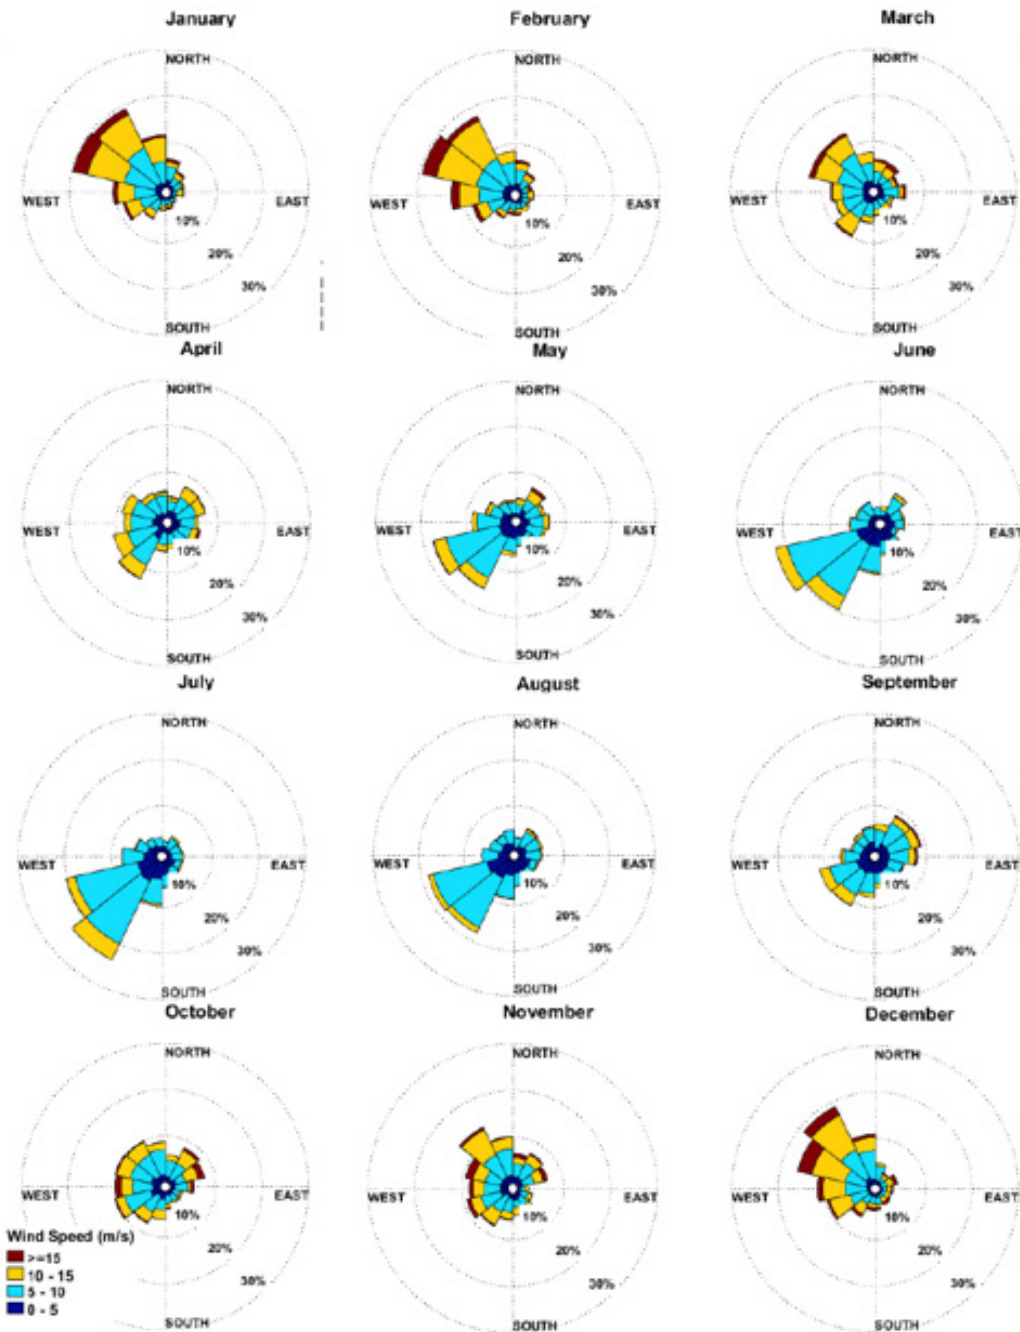 January February March
NORTH NORTH NORTH
WEST EAST WEST EAST WEST EAST
10% 10% 10%
20% 20% 20%
30% 30% 30%
SOUTH SOUTH SOUTH
April May June
NORTH NORTH NORTH
WEST EAST WEST EAST WEST EAST
10% 10% 10%
20% 20% 20%
30% 30% 30%
SOUTH SOUTH SOUTH
July August September
NORTH NORTH NORTH
WEST EAST WEST EAST WEST EAST
10% 10% 10%
20% 20% 20%
30% 30% 30%
SOUTH SOUTH SOUTH
October November December
NORTH NORTH NORTH
WEST EAST WEST EAST WEST EAST
10% 10% 10%
20% 20% 20%
30% 30% 30%
SOUTH SOUTH SOUTH
Wind Speed (m/s)
>=15
10 - 15
5 - 10
0 - 5